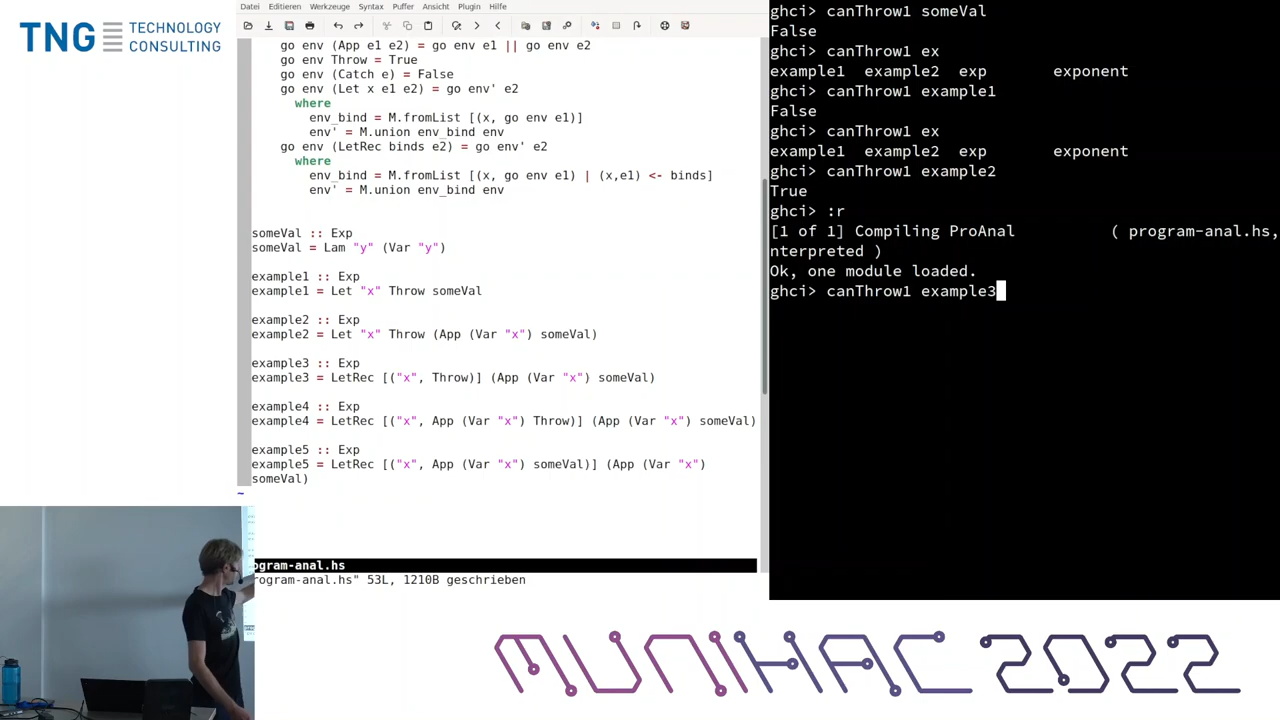 TNG TECHNOLOGY
CONSULTING
Datei Editieren Werkzeuge Syntax Puffer Ansicht Plugin Hilfe
go env (App e1 e2) = go env e1 || go env e2
go env Throw = True
go env (Catch e) = False
go env (Let x e1 e2) = go env' e2
where
env_bind = M.fromList [(x, go env e1)]
env' = M.union env_bind env
go env (LetRec binds e2) = go env' e2
where
env_bind = M.fromList [(x, go env e1) | (x,e1) <- binds]
env' = M.union env_bind env
someVal :: Exp
someVal = Lam "y" (Var "y")
example1 :: Exp
example1 = Let "x" Throw someVal
example2 :: Exp
example2 = Let "x" Throw (App (Var "x") someVal)
example3 :: Exp
example3 = LetRec [("x", Throw)] (App (Var "x") someVal)
example4 :: Exp
example4 = LetRec [("x", App (Var "x") Throw)] (App (Var "x") someVal)
example5 :: Exp
example5 = LetRec [("x", App (Var "x") someVal)] (App (Var "x")
someVal)
~
ogram-anal.hs
rogram-anal.hs" 53L, 1210B geschrieben
ghci> canThrow1 someVal
False
ghci> canThrow1 ex
example1 example2 exp exponent
ghci> canThrow1 example1
False
ghci> canThrow1 ex
example1 example2 exp exponent
ghci> canThrow1 example2
True
ghci> :r
[1 of 1] Compiling ProAnal ( program-anal.hs,
nterpreted )
Ok, one module loaded.
ghci> canThrow1 example3
MUNIHAC 2022